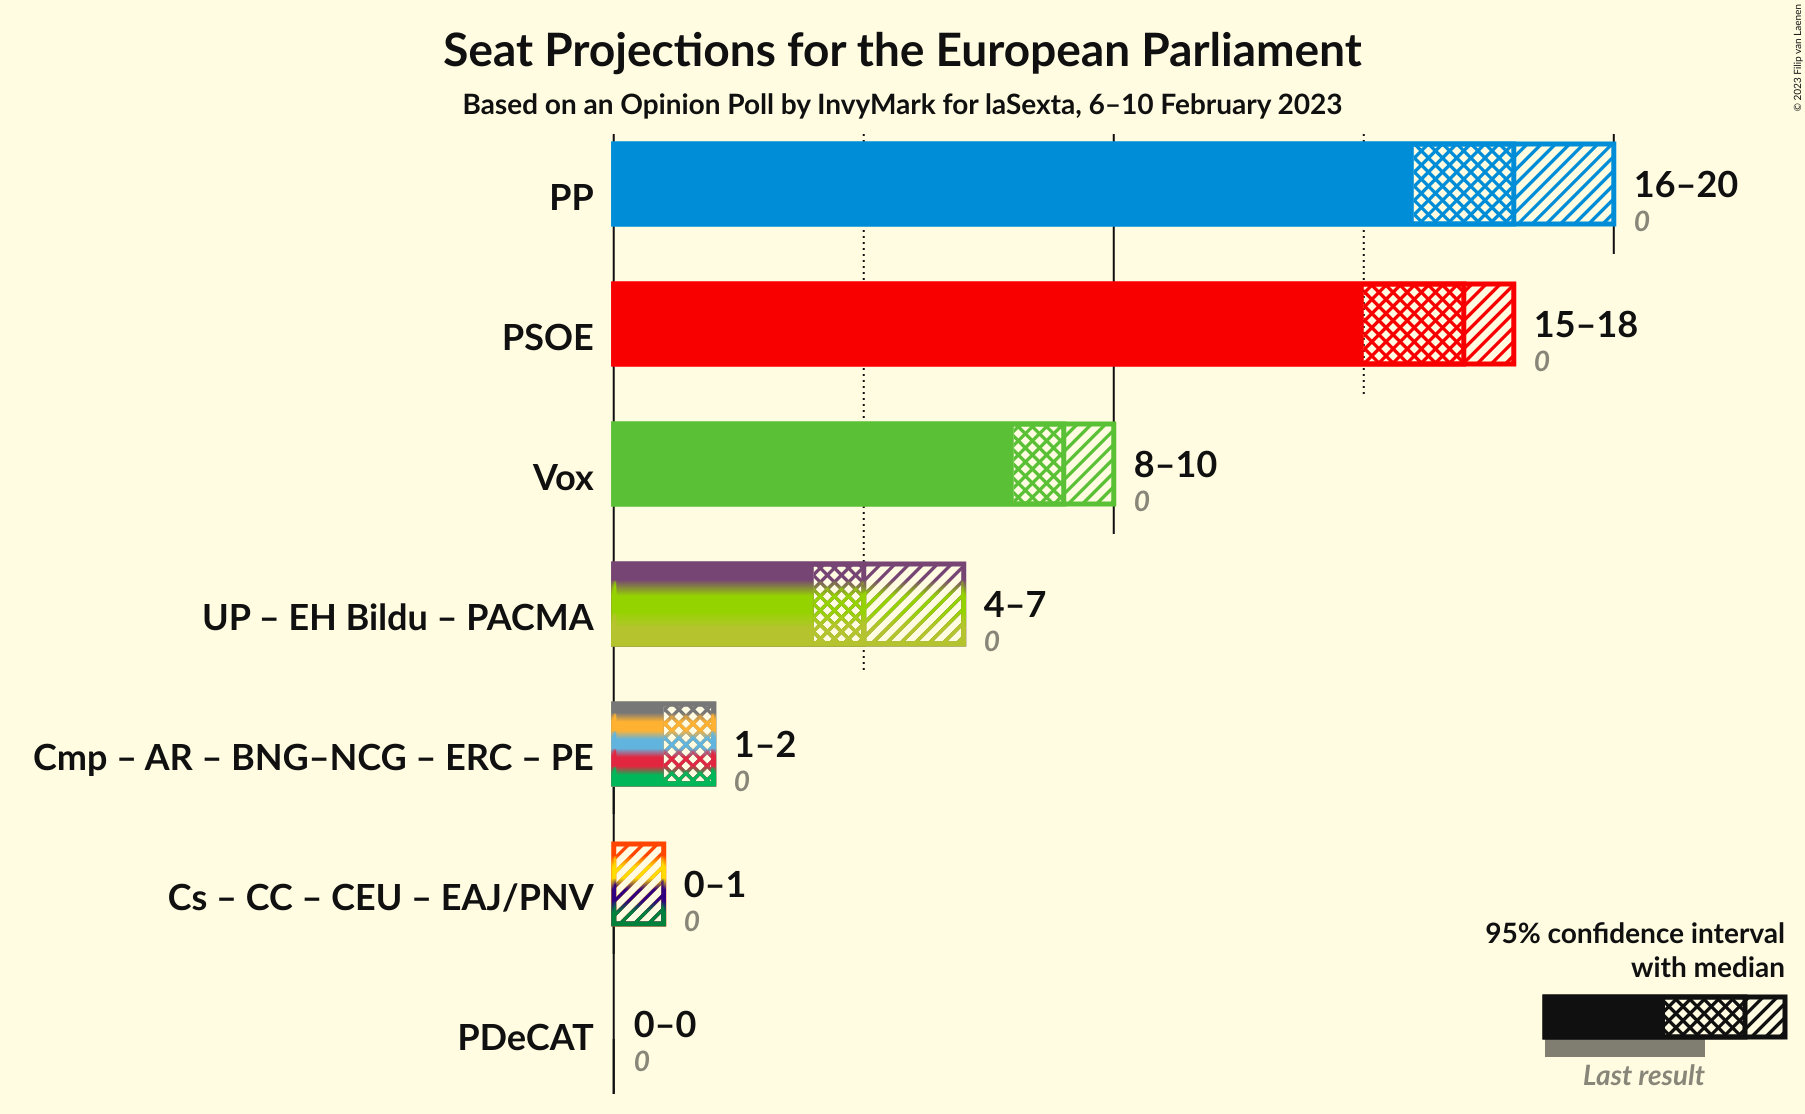 Seat Projections for the European Parliament
Based on an Opinion Poll by InvyMark for laSexta, 6–10 February 2023
© 2023 Filip van Laenen
PP
16–20
0
PSOE
15–18
0
Vox
8–10
0
UP – EH Bildu – PACMA
4–7
0
Cmp – AR – BNG–NCG – ERC – PE
1–2
0
Cs – CC – CEU – EAJ/PNV
0–1
0
PDeCAT
0–0
0
95% confidence interval
with median
Last result